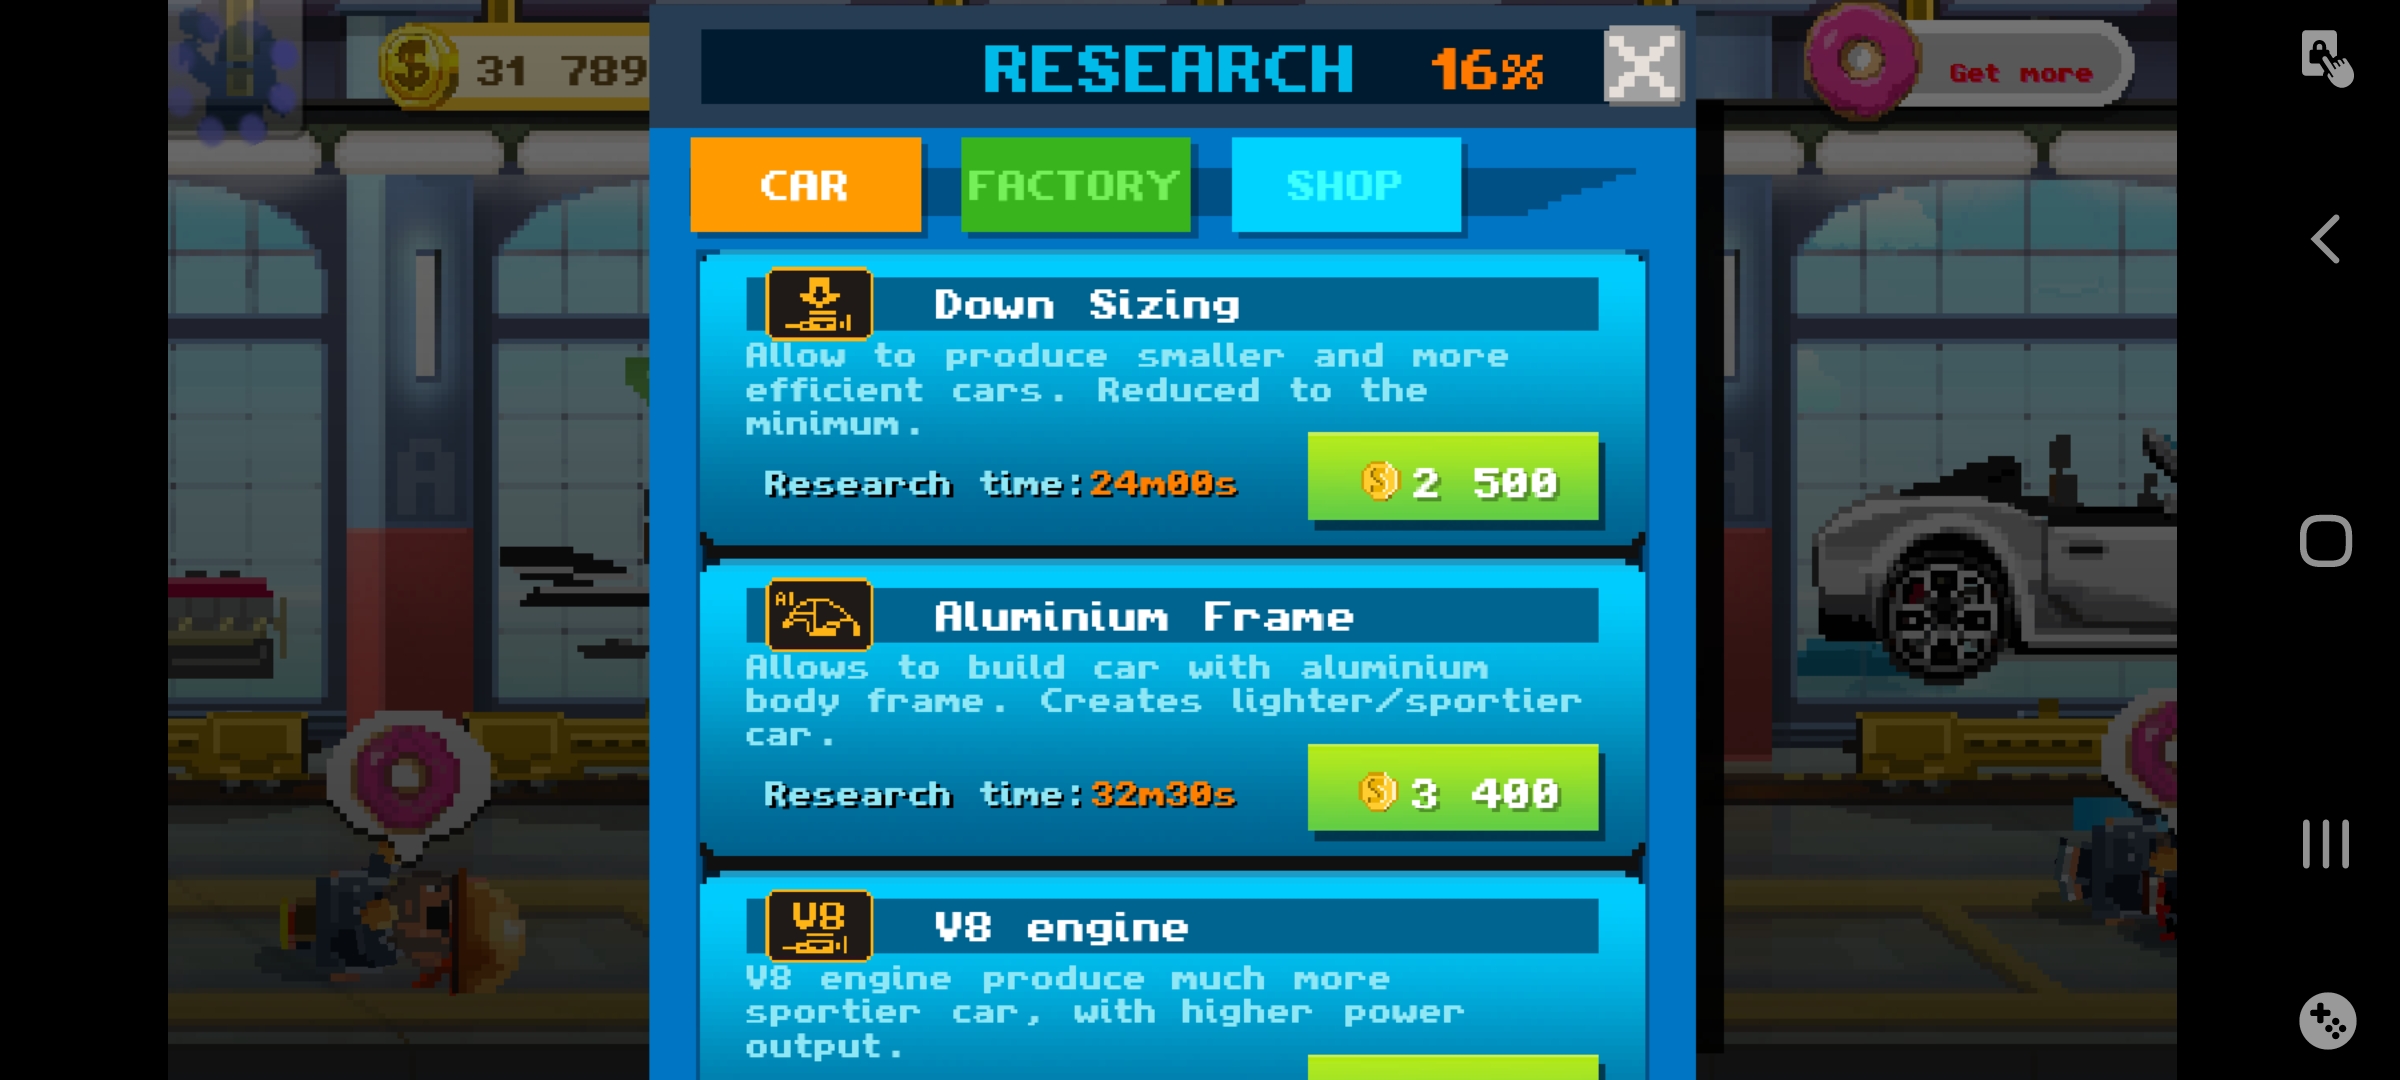 31 789
RESEARCH 16%
Get more
CAR FACTORY SHOP
Down Sizing
Allow to produce smaller and more
efficient cars. Reduced to the
minimum.
Research time:24m00s 2 500
Al
Aluminium Frame
Allows to build car with aluminium
body frame. Creates lighter/sportier
car.
Research time:32m30s 3 400
V8
V8 engine
V8 engine produce much more
sportier car, with higher power
output.
A